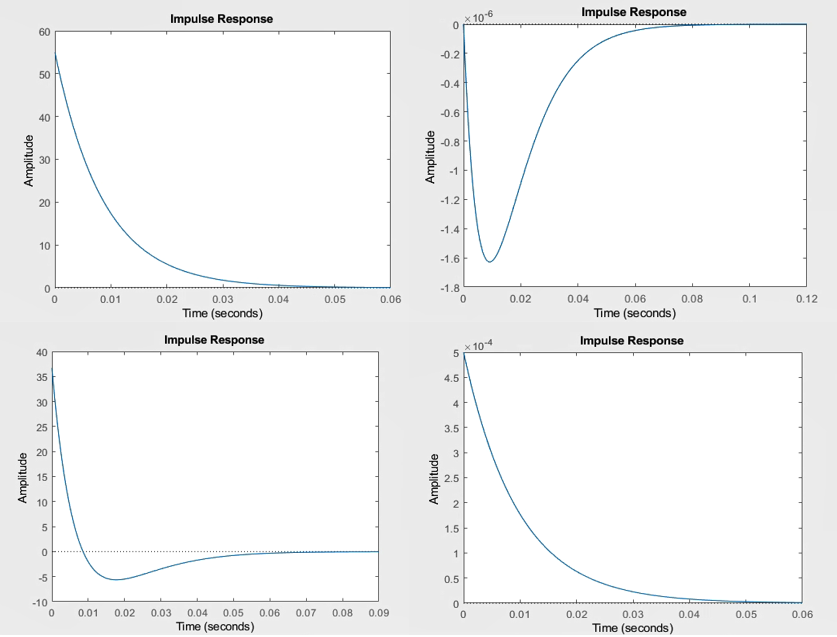 Impulse Response
60
50
40
30
20
10
0
Amplitude
0 0.01 0.02 0.03 0.04 0.05 0.06
Time (seconds)
Impulse Response
×10⁻⁶
0
-0.2
-0.4
-0.6
-0.8
-1
-1.2
-1.4
-1.6
-1.8
Amplitude
0 0.02 0.04 0.06 0.08 0.1 0.12
Time (seconds)
Impulse Response
40
35
30
25
20
15
10
5
0
-5
-10
Amplitude
0 0.01 0.02 0.03 0.04 0.05 0.06 0.07 0.08 0.09
Time (seconds)
Impulse Response
×10⁻⁴
5
4.5
4
3.5
3
2.5
2
1.5
1
0.5
0
Amplitude
0 0.01 0.02 0.03 0.04 0.05 0.06
Time (seconds)